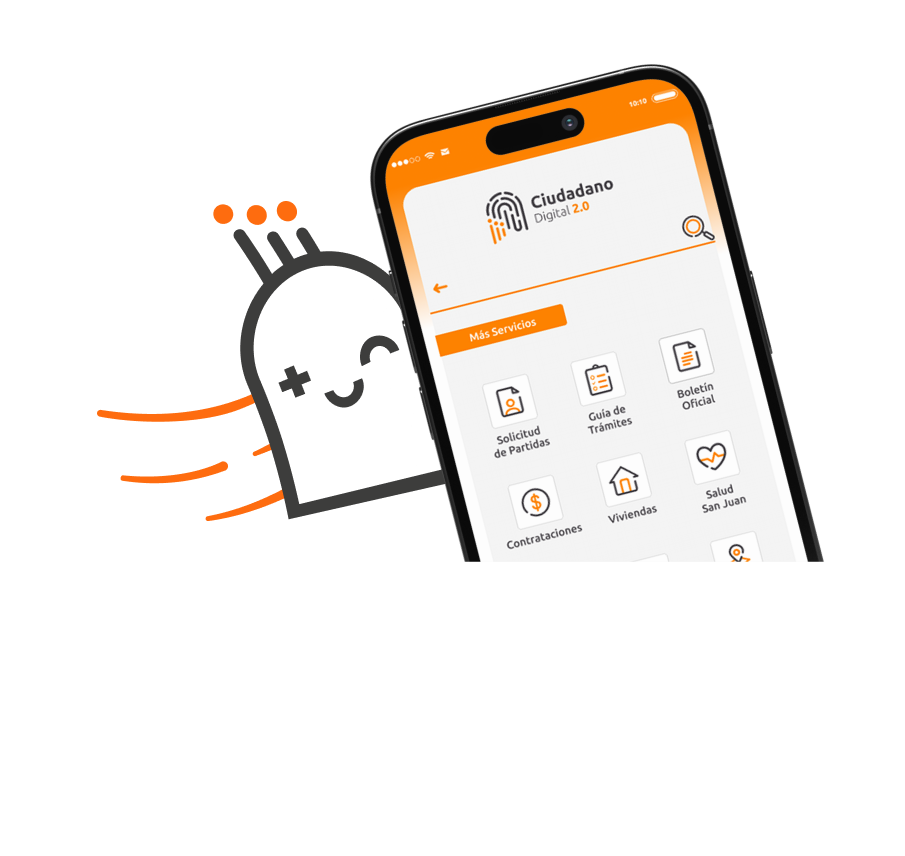 10:10
Ciudadano
Digital 2.0
Más Servicios
Solicitud
de Partidas
Guía de
Trámites
Boletín
Oficial
Contrataciones
Viviendas
Salud
San Juan